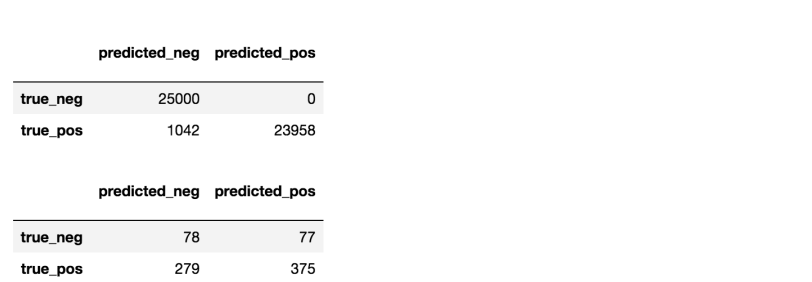 predicted_neg predicted_pos
true_neg 25000 0
true_pos 1042 23958
predicted_neg predicted_pos
true_neg 78 77
true_pos 279 375